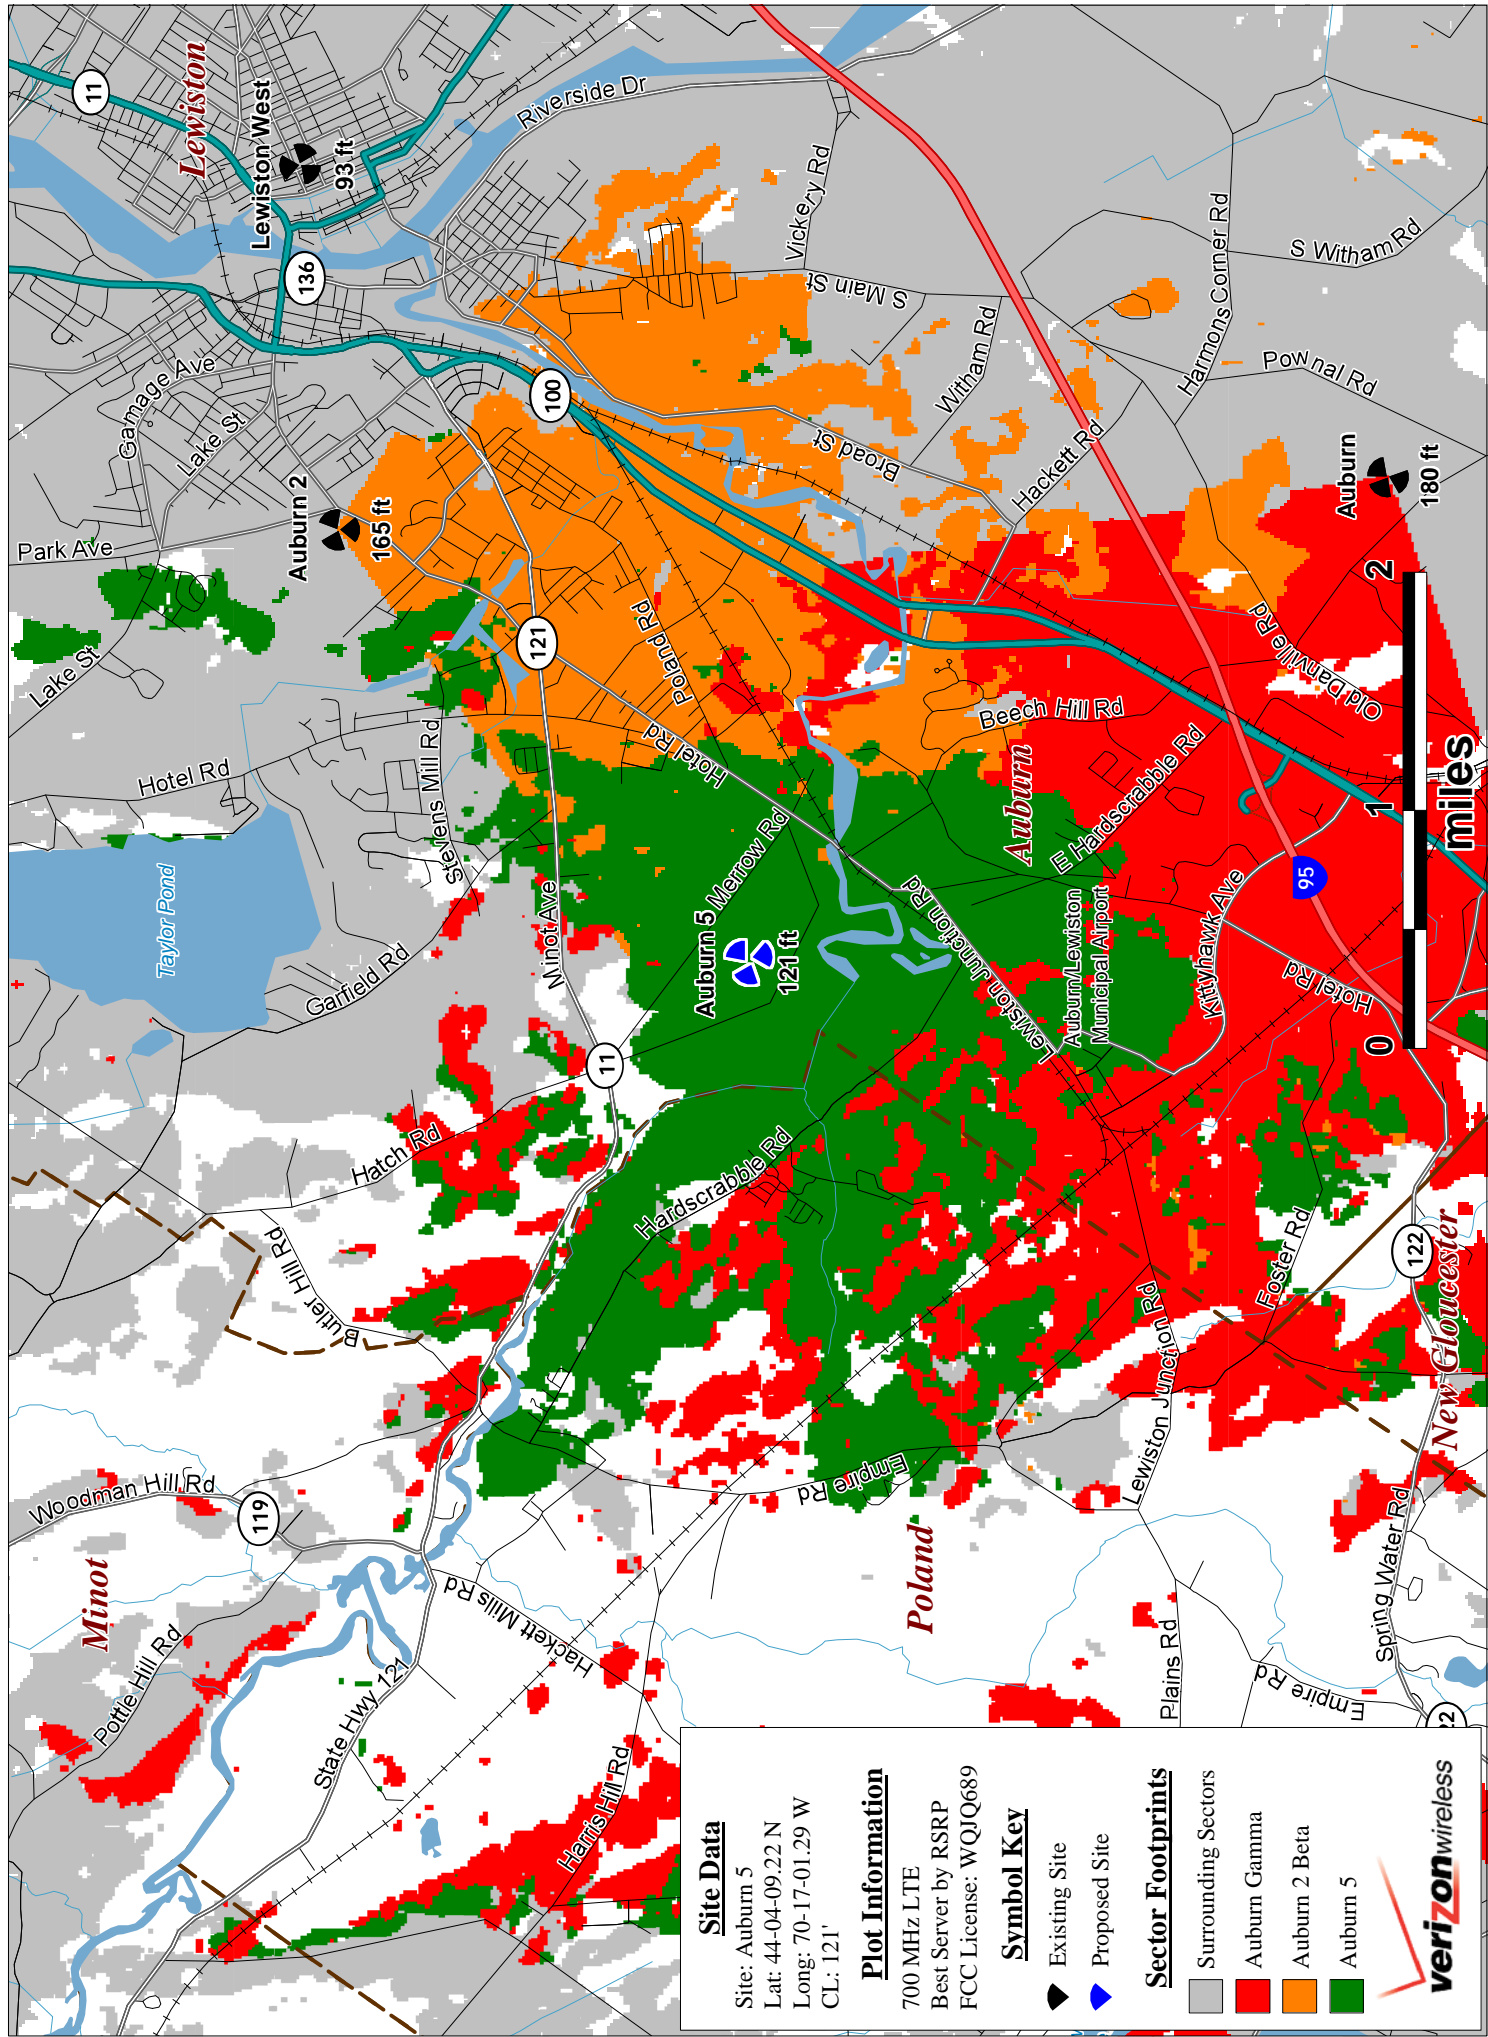 Lewiston
11
Lewiston West
93 ft
136
Riverside Dr
Gamage Ave
Lake St
Park Ave
Auburn 2
165 ft
100
Vickery Rd
S Main St
Witham Rd
Harmons Corner Rd
S Witham Rd
Pownal Rd
Broad St
Hackett Rd
Auburn
180 ft
Lake St
Hotel Rd
Taylor Pond
Stevens Mill Rd
121
Poland Rd
Hotel Rd
Beech Hill Rd
Old Danville Rd
Auburn
E Hardscrabble Rd
Garfield Rd
Minot Ave
Merrow Rd
Auburn 5
121 ft
Lewiston Junction Rd
Auburn/Lewiston
Municipal Airport
Kittyhawk Ave
95
Hotel Rd
0
1
2
miles
11
Hatch Rd
Butler Hill Rd
Hardscrabble Rd
Foster Rd
122
New Gloucester
Lewiston Junction Rd
Woodman Hill Rd
119
Minot
Pottle Hill Rd
State Hwy 121
Hackett Mills Rd
Harris Hill Rd
Empire Rd
Poland
Plains Rd
Empire Rd
Spring Water Rd
22
Site Data
Site: Auburn 5
Lat: 44-04-09.22 N
Long: 70-17-01.29 W
CL: 121'
Plot Information
700 MHz LTE
Best Server by RSRP
FCC License: WQJQ689
Symbol Key
Existing Site
Proposed Site
Sector Footprints
Surrounding Sectors
Auburn Gamma
Auburn 2 Beta
Auburn 5
verizonwireless